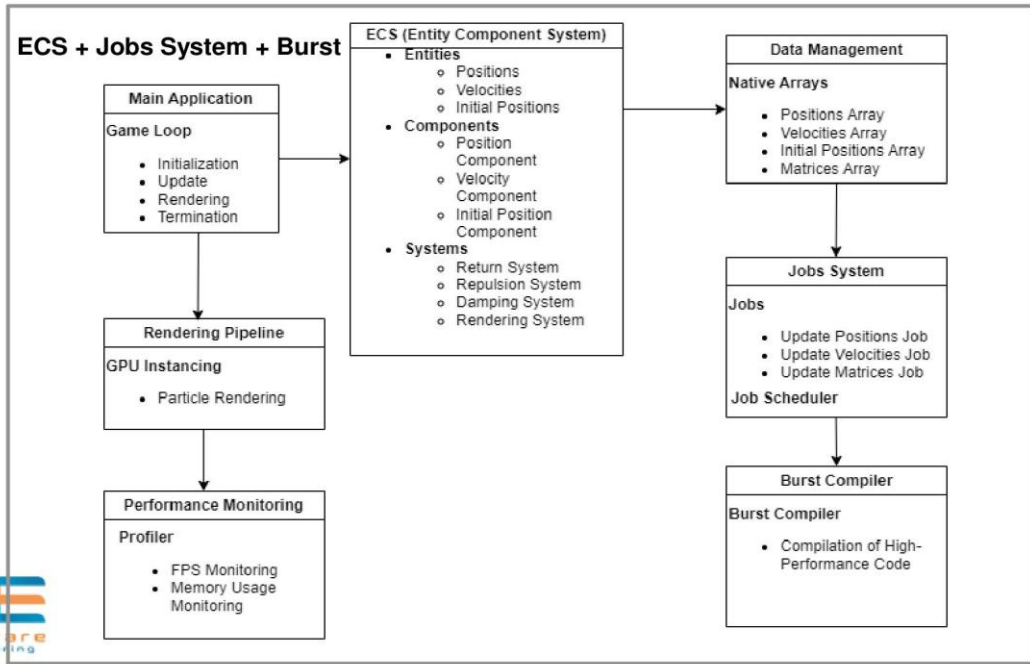 ECS + Jobs System + Burst
Main Application
Game Loop
• Initialization
• Update
• Rendering
• Termination
Rendering Pipeline
GPU Instancing
• Particle Rendering
Performance Monitoring
Profiler
• FPS Monitoring
• Memory Usage
Monitoring
ECS (Entity Component System)
• Entities
○ Positions
○ Velocities
○ Initial Positions
• Components
○ Position
Component
○ Velocity
Component
○ Initial Position
Component
• Systems
○ Return System
○ Repulsion System
○ Damping System
○ Rendering System
Data Management
Native Arrays
• Positions Array
• Velocities Array
• Initial Positions Array
• Matrices Array
Jobs System
Jobs
• Update Positions Job
• Update Velocities Job
• Update Matrices Job
Job Scheduler
Burst Compiler
Burst Compiler
• Compilation of High-
Performance Code